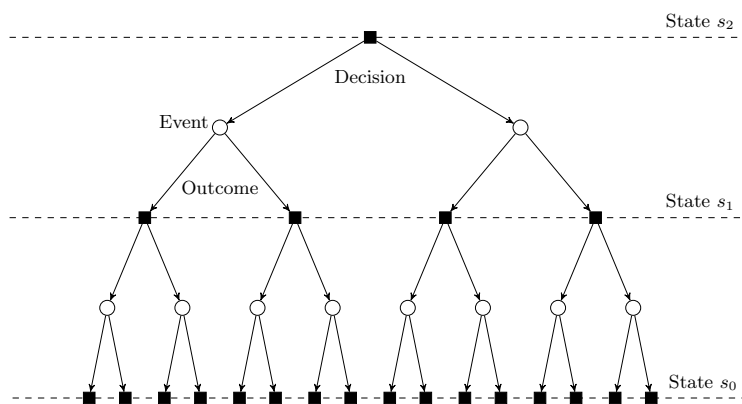 State s₂
Decision
Event
Outcome
State s₁
State s₀